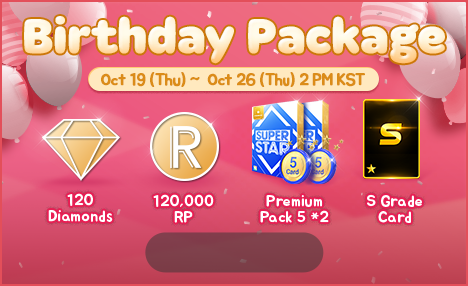 Birthday Package
Oct 19 (Thu) ~ Oct 26 (Thu) 2 PM KST
R
SUPER
STAR
5
Card
5
Card
S
120
Diamonds
120,000
RP
Premium
Pack 5 *2
S Grade
Card